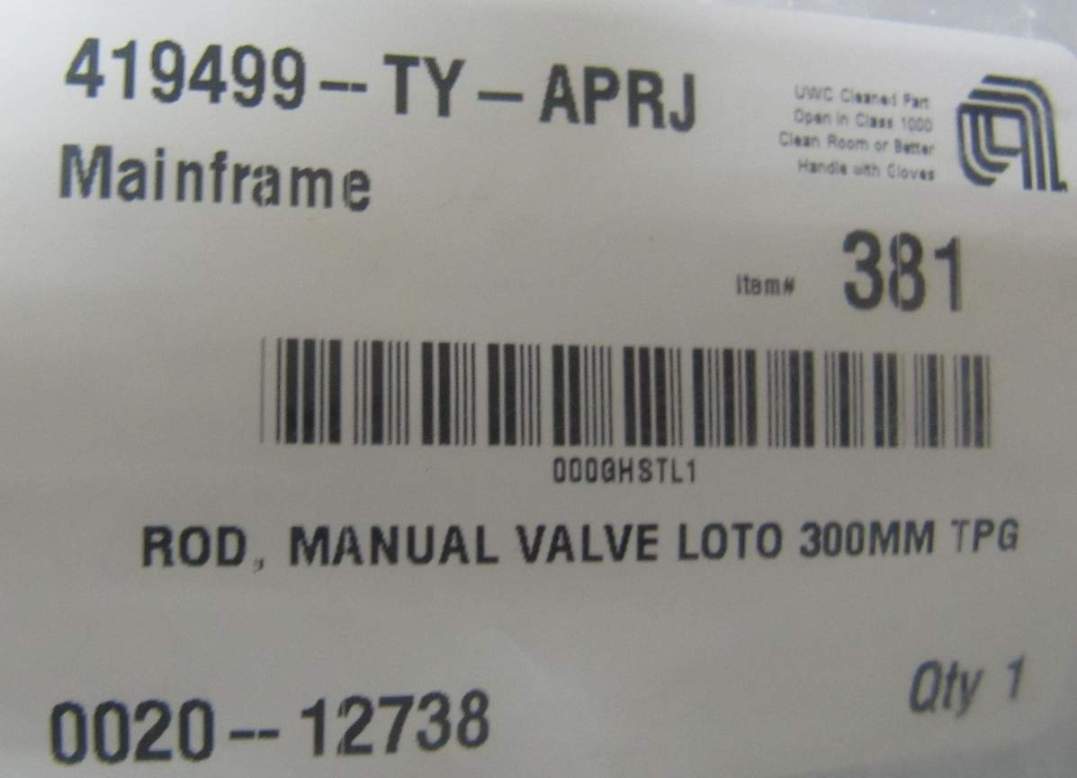 419499--TY-APRJ
UWC Cleaned Part
Open in Class 1000
Clean Room or Better
Handle with Gloves
Mainframe
Item# 381
000GHSTL1
ROD, MANUAL VALVE LOTO 300MM TPG
Qty 1
0020--12738